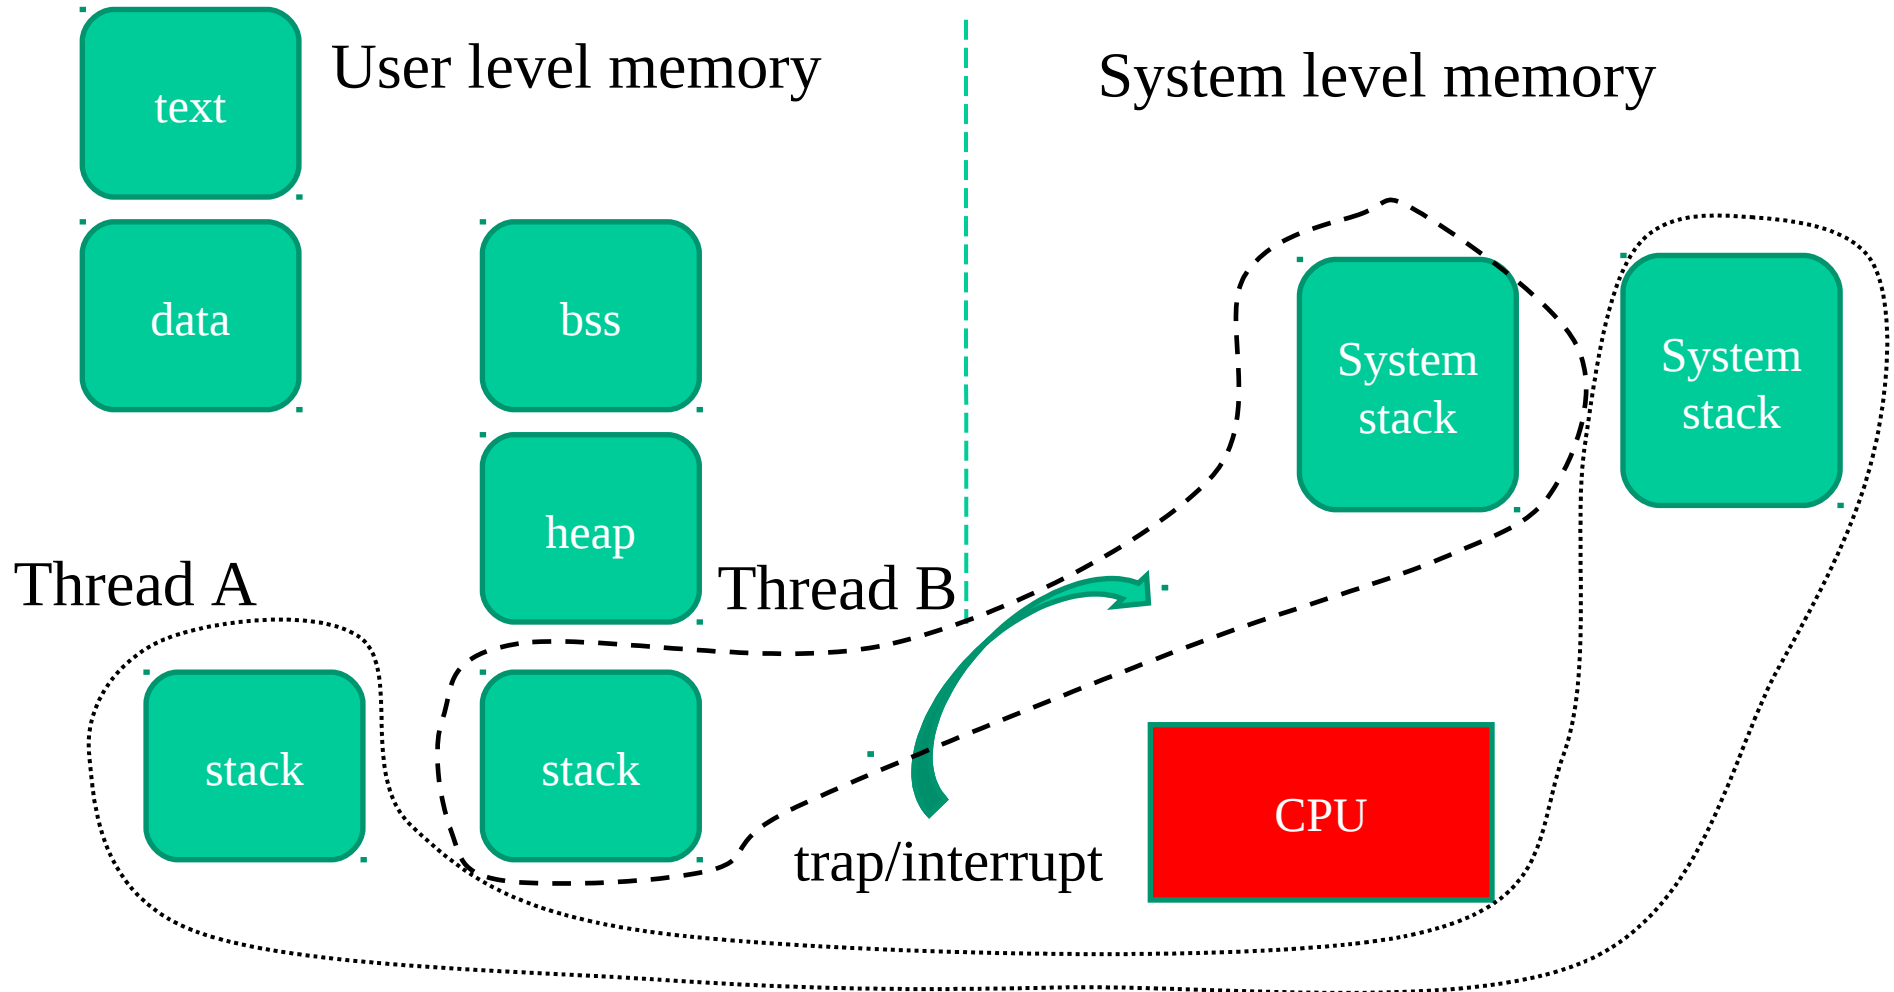 User level memory
System level memory
text
data
bss
System
stack
System
stack
heap
Thread A
Thread B
stack
stack
trap/interrupt
CPU